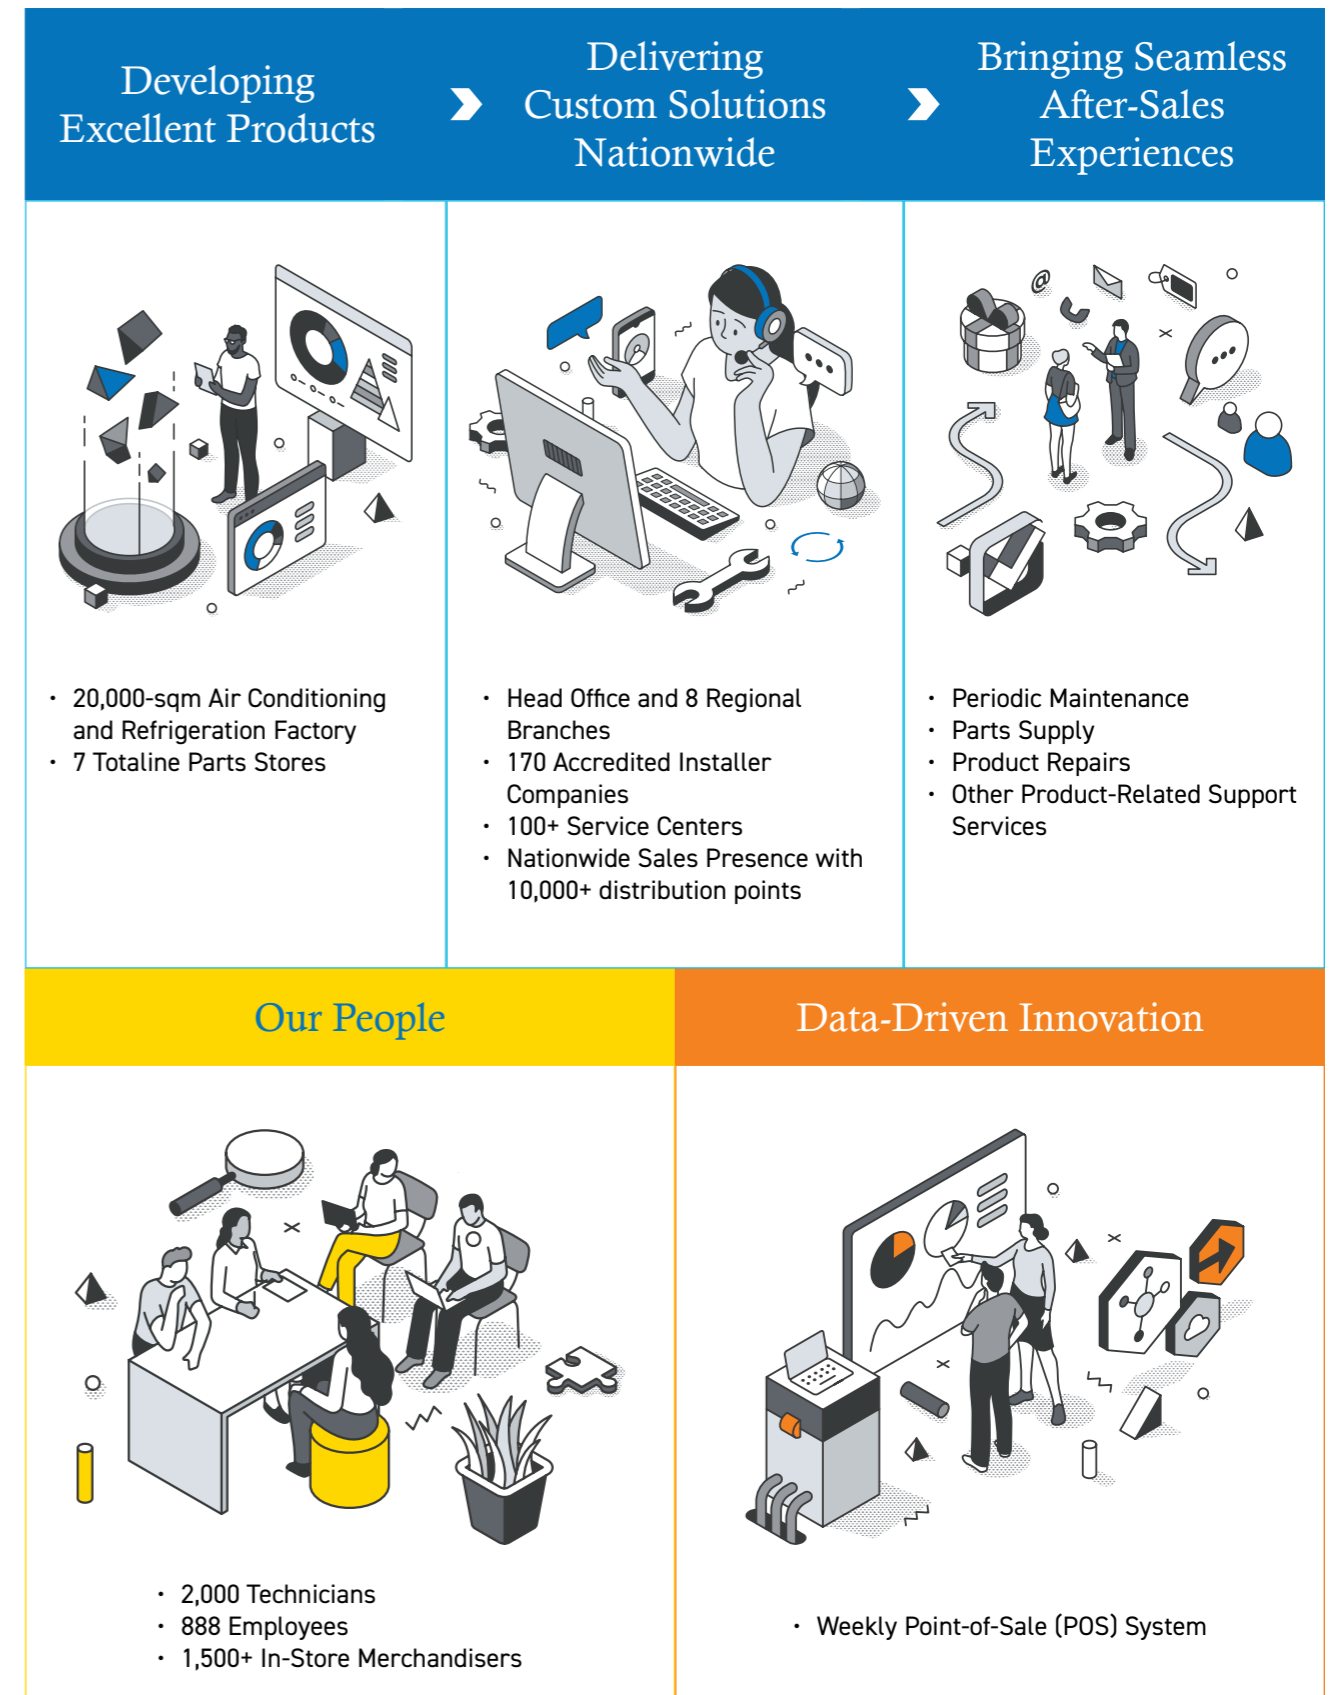 Developing
Excellent Products
Delivering
Custom Solutions
Nationwide
Bringing Seamless
After-Sales
Experiences
@
• 20,000-sqm Air Conditioning
and Refrigeration Factory
• 7 Totaline Parts Stores
• Head Office and 8 Regional
Branches
• 170 Accredited Installer
Companies
• 100+ Service Centers
• Nationwide Sales Presence with
10,000+ distribution points
• Periodic Maintenance
• Parts Supply
• Product Repairs
• Other Product-Related Support
Services
Our People
Data-Driven Innovation
• 2,000 Technicians
• 888 Employees
• 1,500+ In-Store Merchandisers
• Weekly Point-of-Sale (POS) System